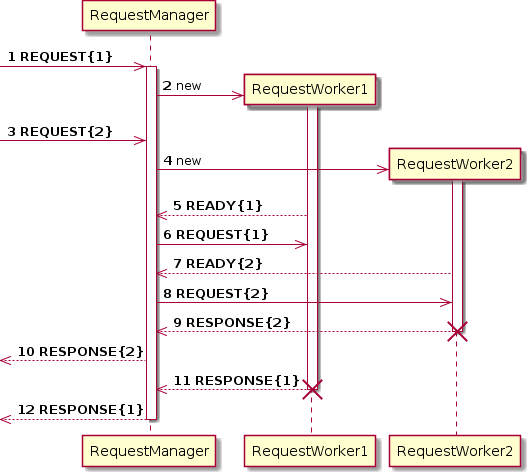 RequestManager
1 REQUEST{1}
2 new
RequestWorker1
3 REQUEST{2}
4 new
RequestWorker2
5 READY{1}
6 REQUEST{1}
7 READY{2}
8 REQUEST{2}
9 RESPONSE{2}
10 RESPONSE{2}
11 RESPONSE{1}
12 RESPONSE{1}
RequestManager
RequestWorker1
RequestWorker2